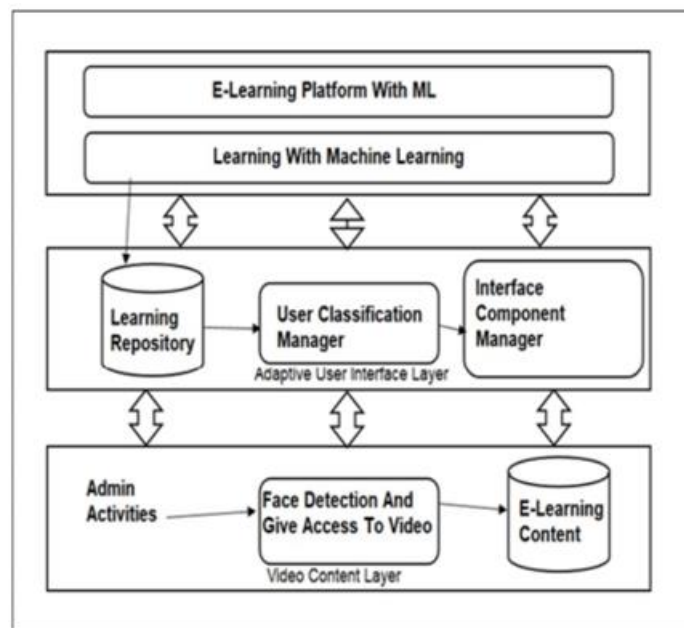 E-Learning Platform With ML
Learning With Machine Learning
Learning
Repository
User Classification
Manager
Interface
Component
Manager
Adaptive User Interface Layer
Admin
Activities
Face Detection And
Give Access To Video
E-Learning
Content
Video Content Layer